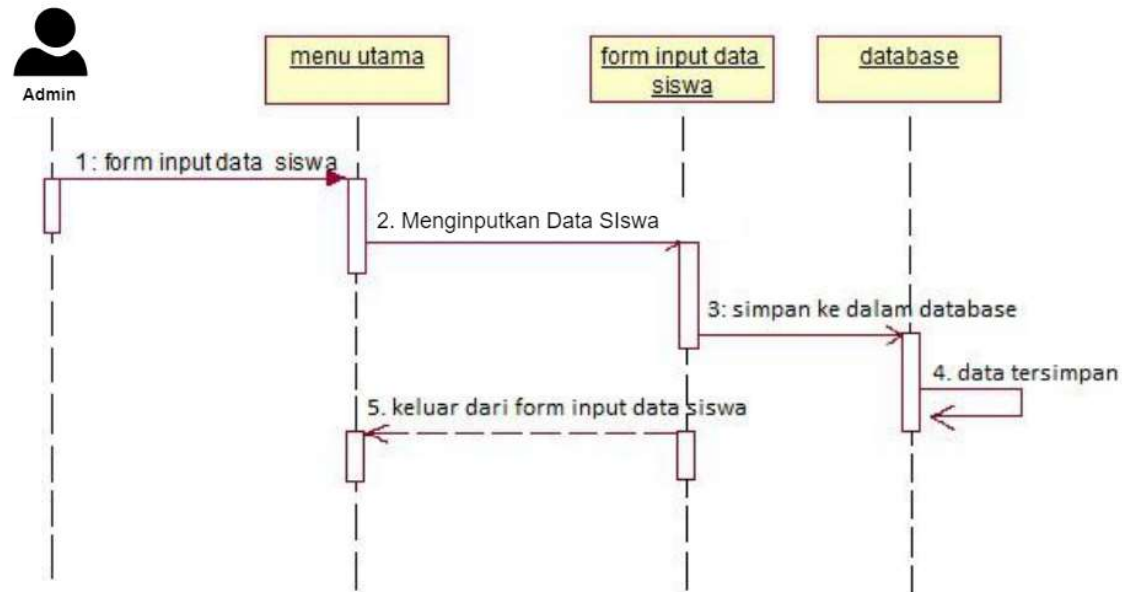 Admin
menu utama
form input data
siswa
database
1: form input data siswa
2. Menginputkan Data SIswa
3: simpan ke dalam database
4. data tersimpan
5. keluar dari form input data siswa